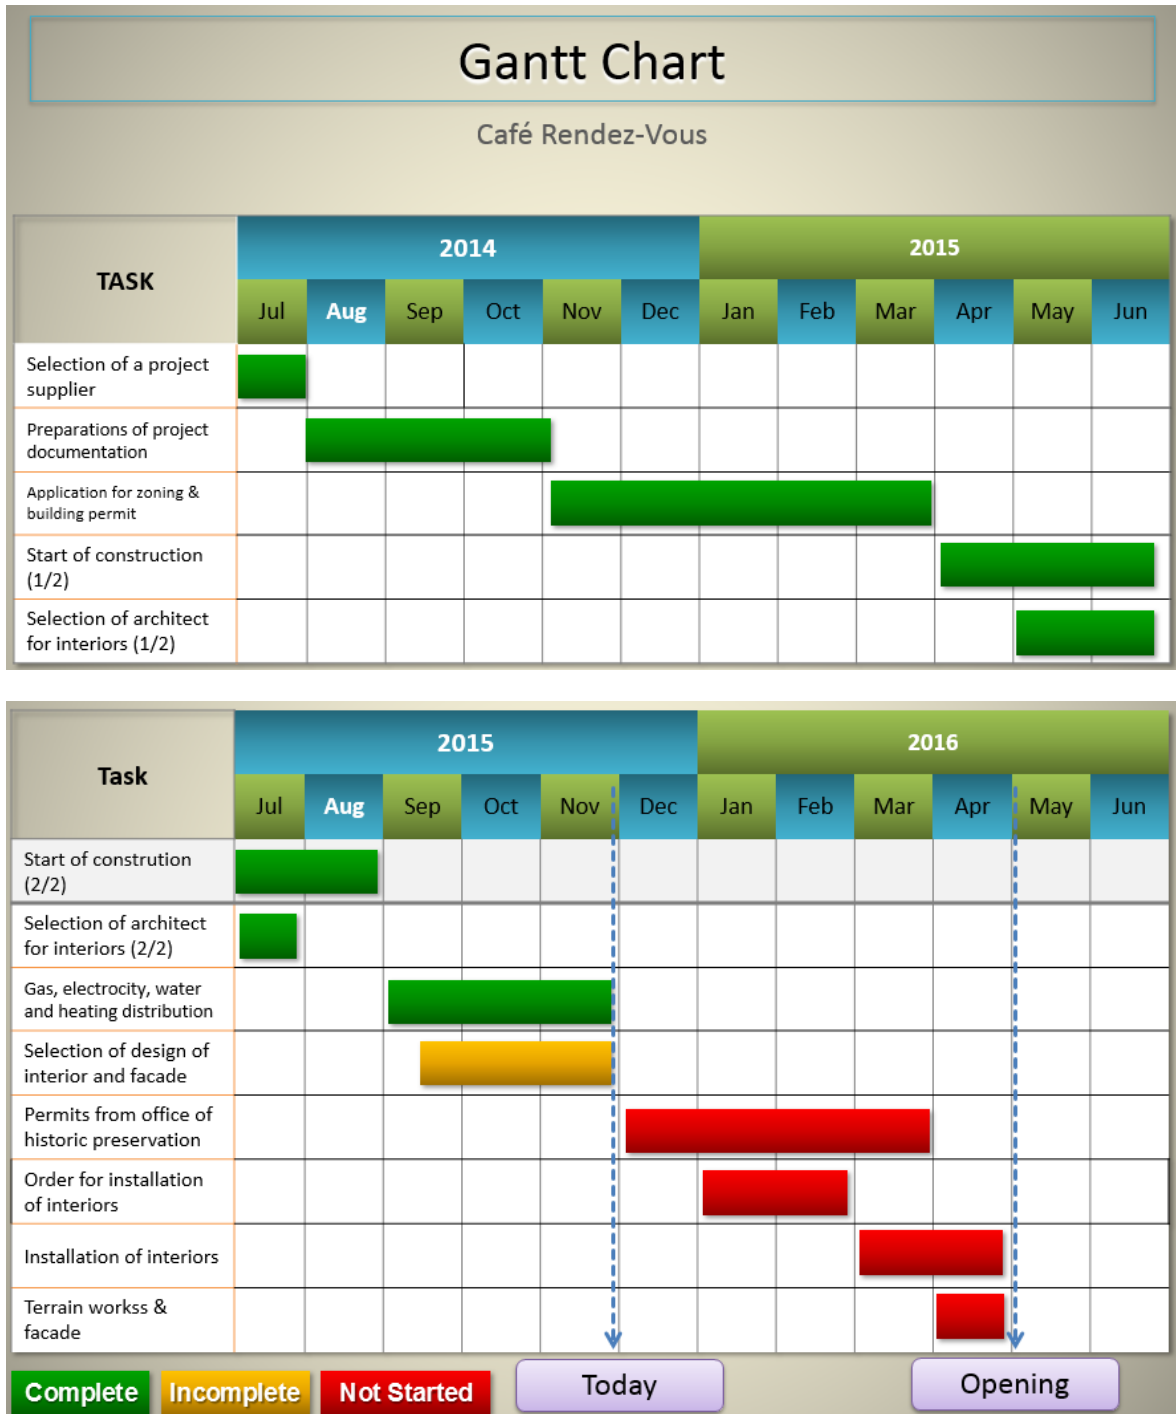 Gantt Chart
Café Rendez-Vous
TASK
2014
2015
Jul Aug Sep Oct Nov Dec Jan Feb Mar Apr May Jun
Selection of a project
supplier
Preparations of project
documentation
Application for zoning &
building permit
Start of construction
(1/2)
Selection of architect
for interiors (1/2)
Task
2015
2016
Jul Aug Sep Oct Nov Dec Jan Feb Mar Apr May Jun
Start of constrution
(2/2)
Selection of architect
for interiors (2/2)
Gas, electrocity, water
and heating distribution
Selection of design of
interior and facade
Permits from office of
historic preservation
Order for installation
of interiors
Installation of interiors
Terrain workss &
facade
Complete Incomplete Not Started Today Opening